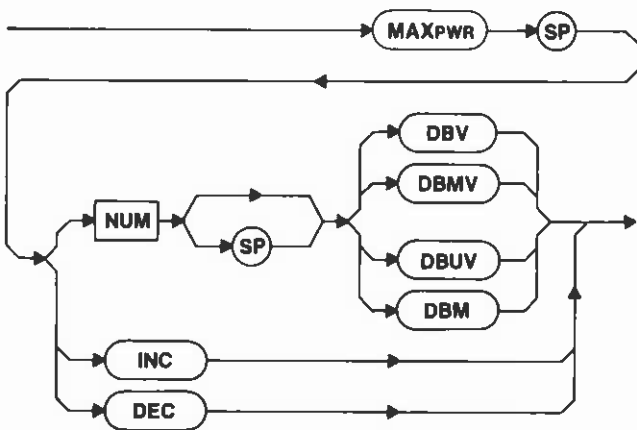 MAXPWR SP
DBV
DBMV
NUM
SP
DBUV
DBM
INC
DEC